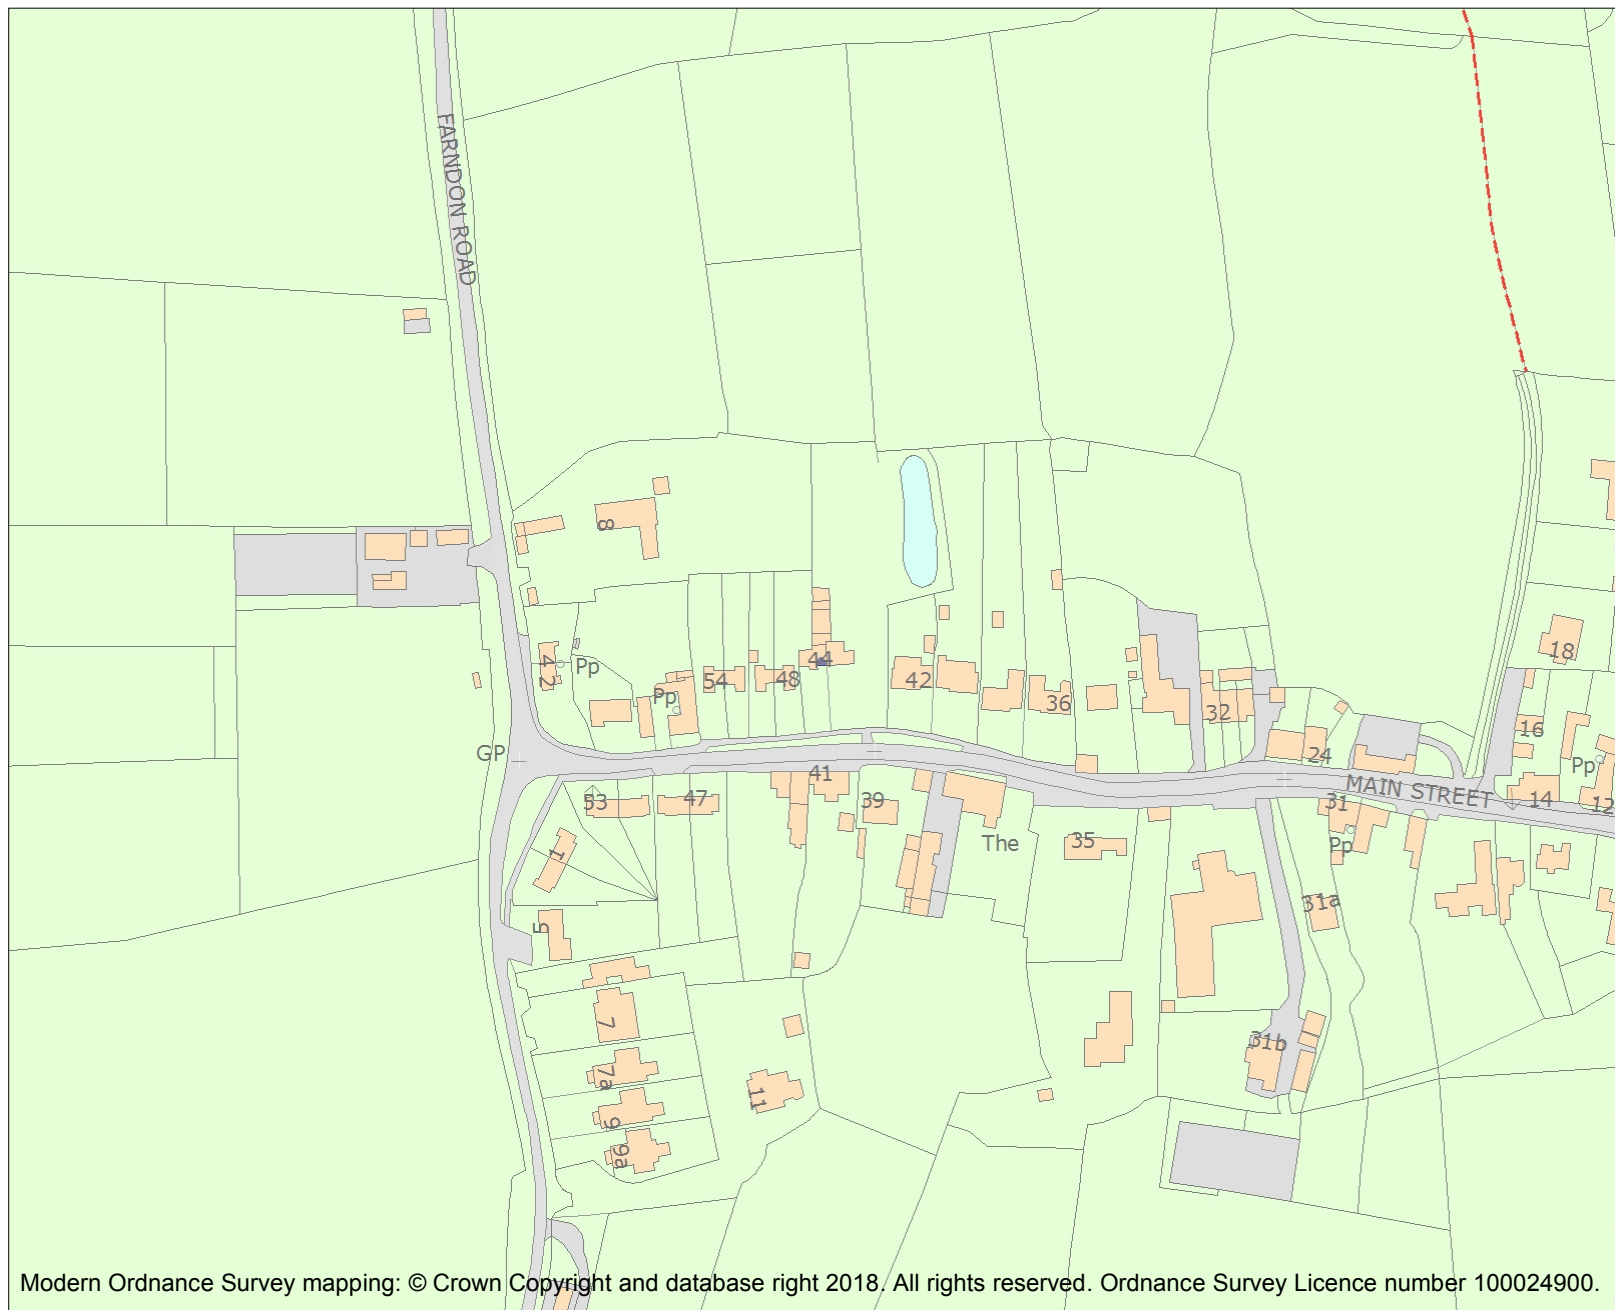 FARNDON ROAD
8
42
Pp
Pp
54
48
44
42
36
32
24
18
16
GP
MAIN STREET
Pp
14
12
53
47
41
39
The
35
31
Pp
31a
31b
1
5
7
7a
9
9a
11
Modern Ordnance Survey mapping: © Crown Copyright and database right 2018. All rights reserved. Ordnance Survey Licence number 100024900.